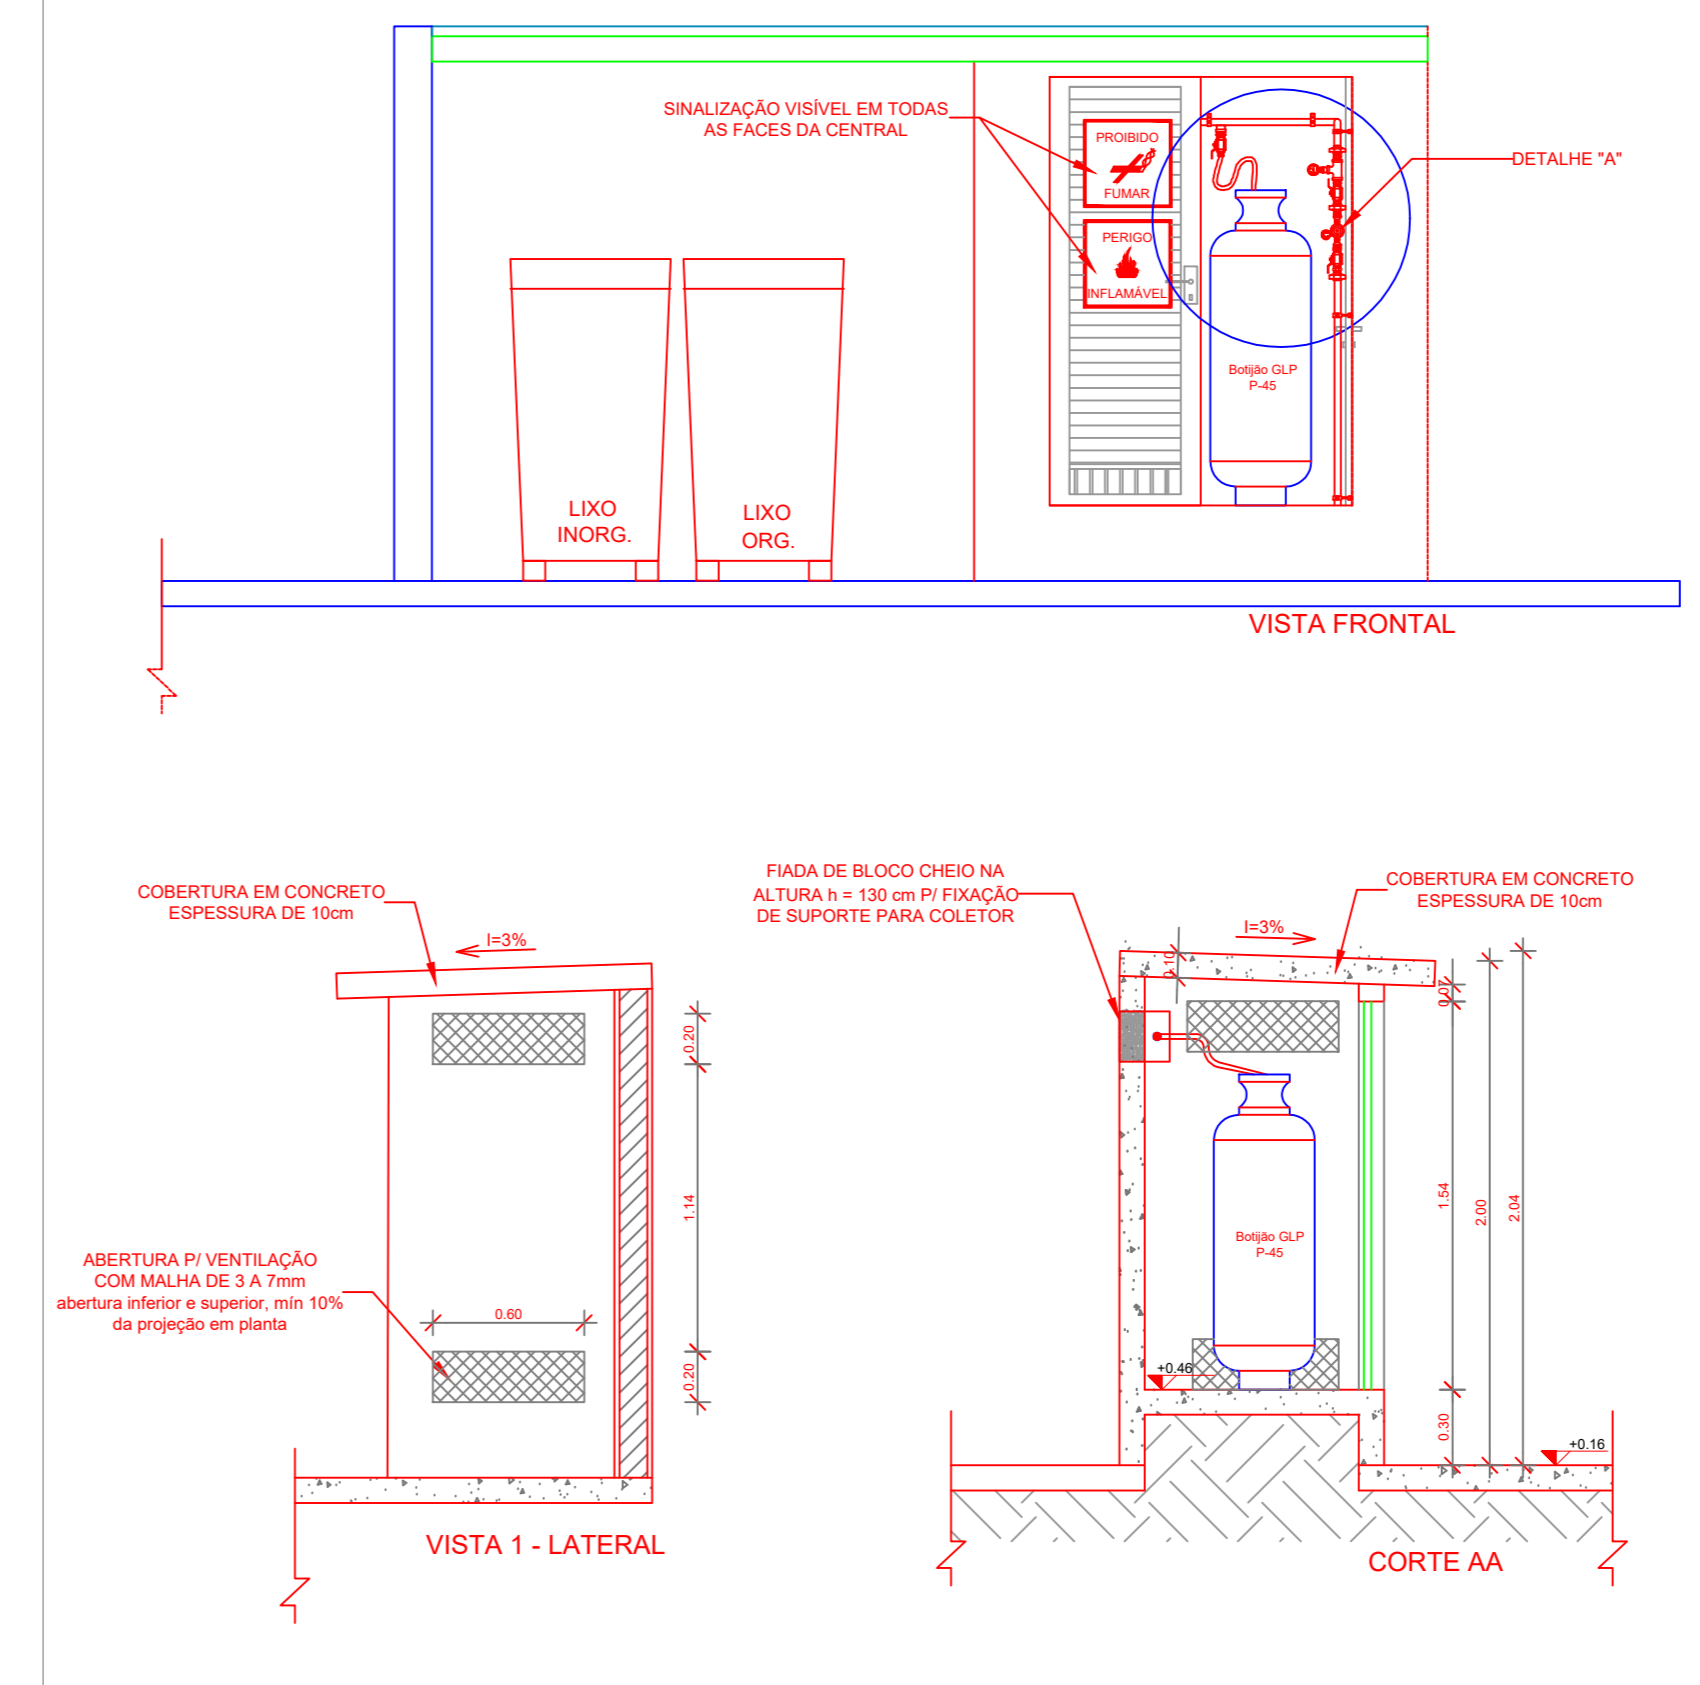 SINALIZAÇÃO VISÍVEL EM TODAS
AS FACES DA CENTRAL
PROIBIDO
FUMAR
PERIGO
INFLAMÁVEL
DETALHE "A"
Botijão GLP
P-45
LIXO
INORG.
LIXO
ORG.
VISTA FRONTAL
COBERTURA EM CONCRETO
ESPESSURA DE 10cm
I=3%
0.20
1.14
ABERTURA P/ VENTILAÇÃO
COM MALHA DE 3 A 7mm
abertura inferior e superior, mín 10%
da projeção em planta
0.60
0.20
VISTA 1 - LATERAL
FIADA DE BLOCO CHEIO NA
ALTURA h = 130 cm P/ FIXAÇÃO
DE SUPORTE PARA COLETOR
COBERTURA EM CONCRETO
ESPESSURA DE 10cm
I=3%
0.10
0.07
1.54
2.00
2.04
Botijão GLP
P-45
+0.46
0.30
+0.16
CORTE AA